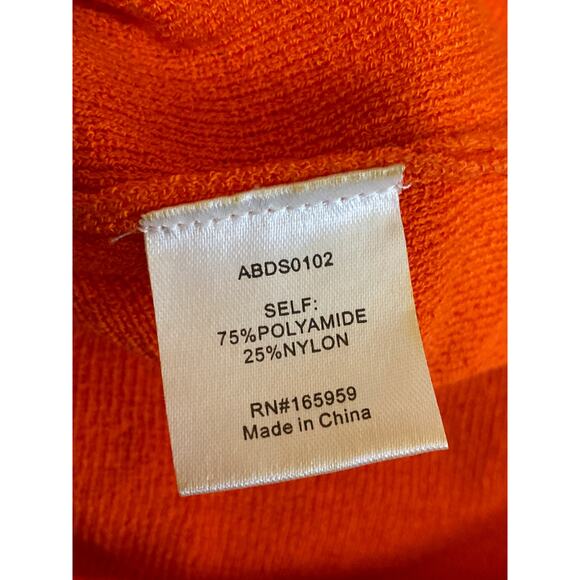 ABDS0102
SELF:
75%POLYAMIDE
25%NYLON
RN#165959
Made in China